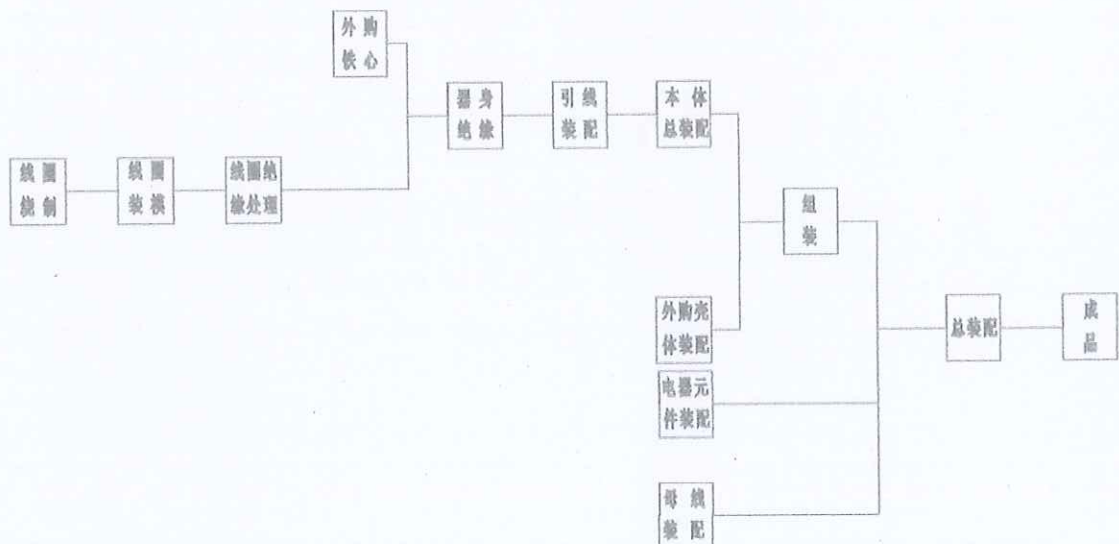 外购
铁心
器身
绝缘
引线
装配
本体
总装配
线圈
绕制
线圈
装模
线圈绝
缘处理
组
装
外购壳
体装配
总装配
成
品
电器元
件装配
母线
装配